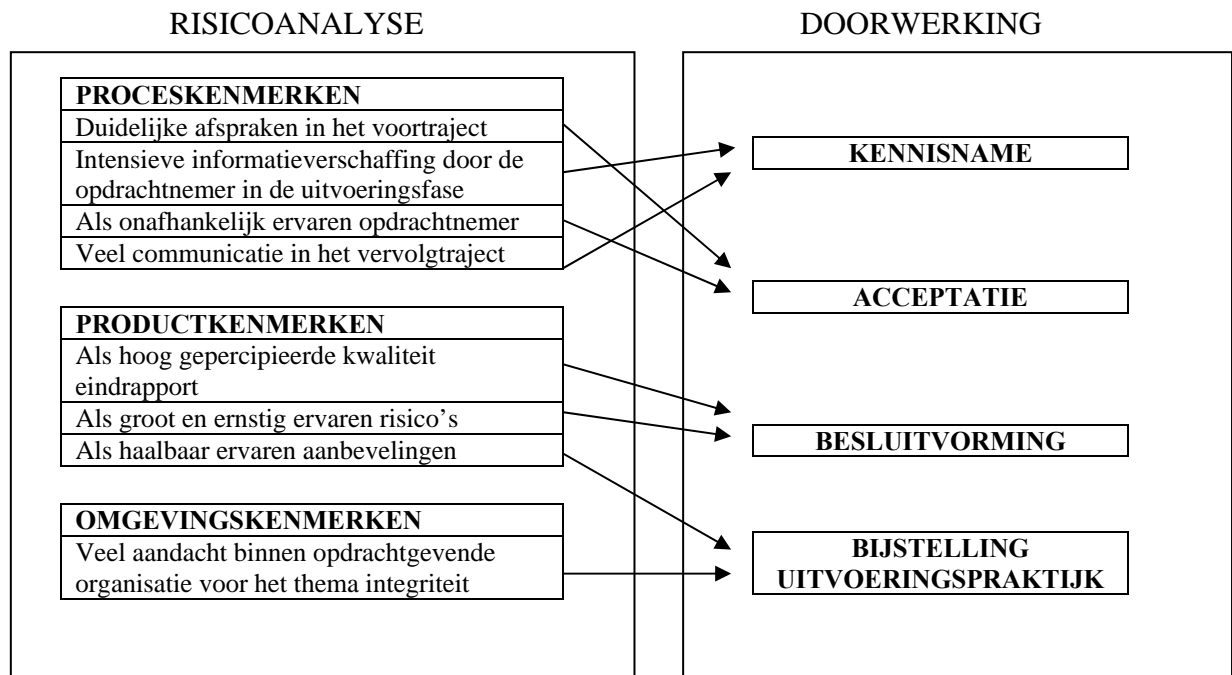 RISICOANALYSE
PROCESKENMERKEN
Duidelijke afspraken in het voortraject
Intensieve informatieverschaffing door de
opdrachtnemer in de uitvoeringsfase
Als onafhankelijk ervaren opdrachtnemer
Veel communicatie in het vervolgtraject
PRODUCTKENMERKEN
Als hoog gepercipieerde kwaliteit
eindrapport
Als groot en ernstig ervaren risico’s
Als haalbaar ervaren aanbevelingen
OMGEVINGSKENMERKEN
Veel aandacht binnen opdrachtgevende
organisatie voor het thema integriteit
DOORWERKING
KENNISNAME
ACCEPTATIE
BESLUITVORMING
BIJSTELLING
UITVOERINGSPRAKTIJK